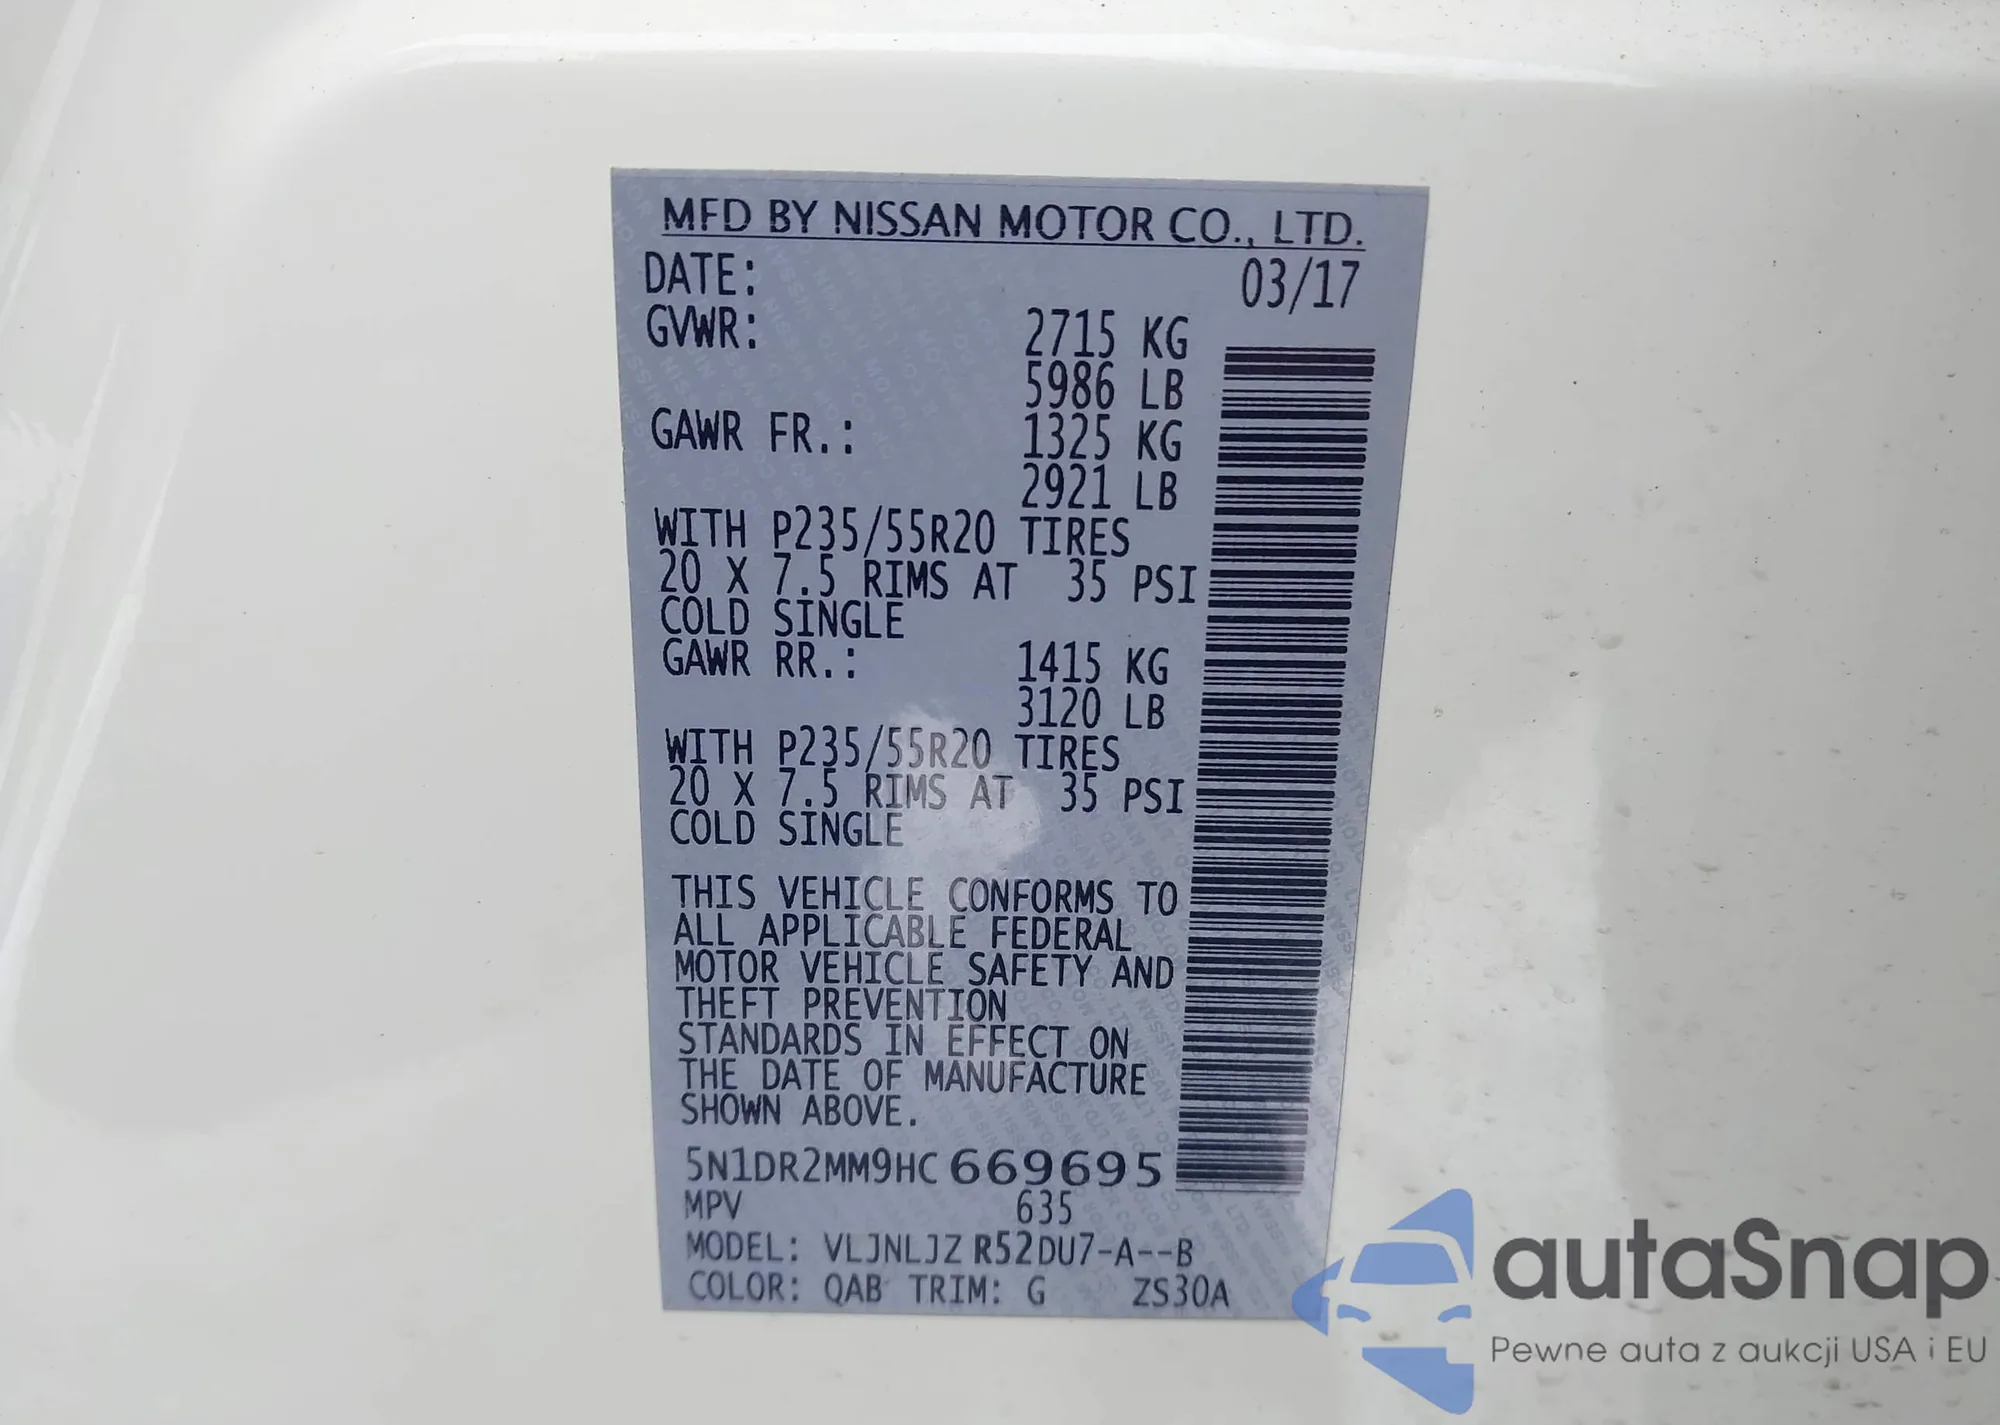 MFD BY NISSAN MOTOR CO., LTD.
DATE: 03/17
GVWR: 2715 KG
5986 LB
GAWR FR.: 1325 KG
2921 LB
WITH P235/55R20 TIRES
20 X 7.5 RIMS AT 35 PSI
COLD SINGLE
GAWR RR.: 1415 KG
3120 LB
WITH P235/55R20 TIRES
20 X 7.5 RIMS AT 35 PSI
COLD SINGLE
THIS VEHICLE CONFORMS TO
ALL APPLICABLE FEDERAL
MOTOR VEHICLE SAFETY AND
THEFT PREVENTION
STANDARDS IN EFFECT ON
THE DATE OF MANUFACTURE
SHOWN ABOVE.
5N1DR2MM9HC669695
MPV 635
MODEL: VLJNLJZ R52DU7-A--B
COLOR: QAB TRIM: G ZS30A
autaSnap
Pewne auta z aukcji USA i EU